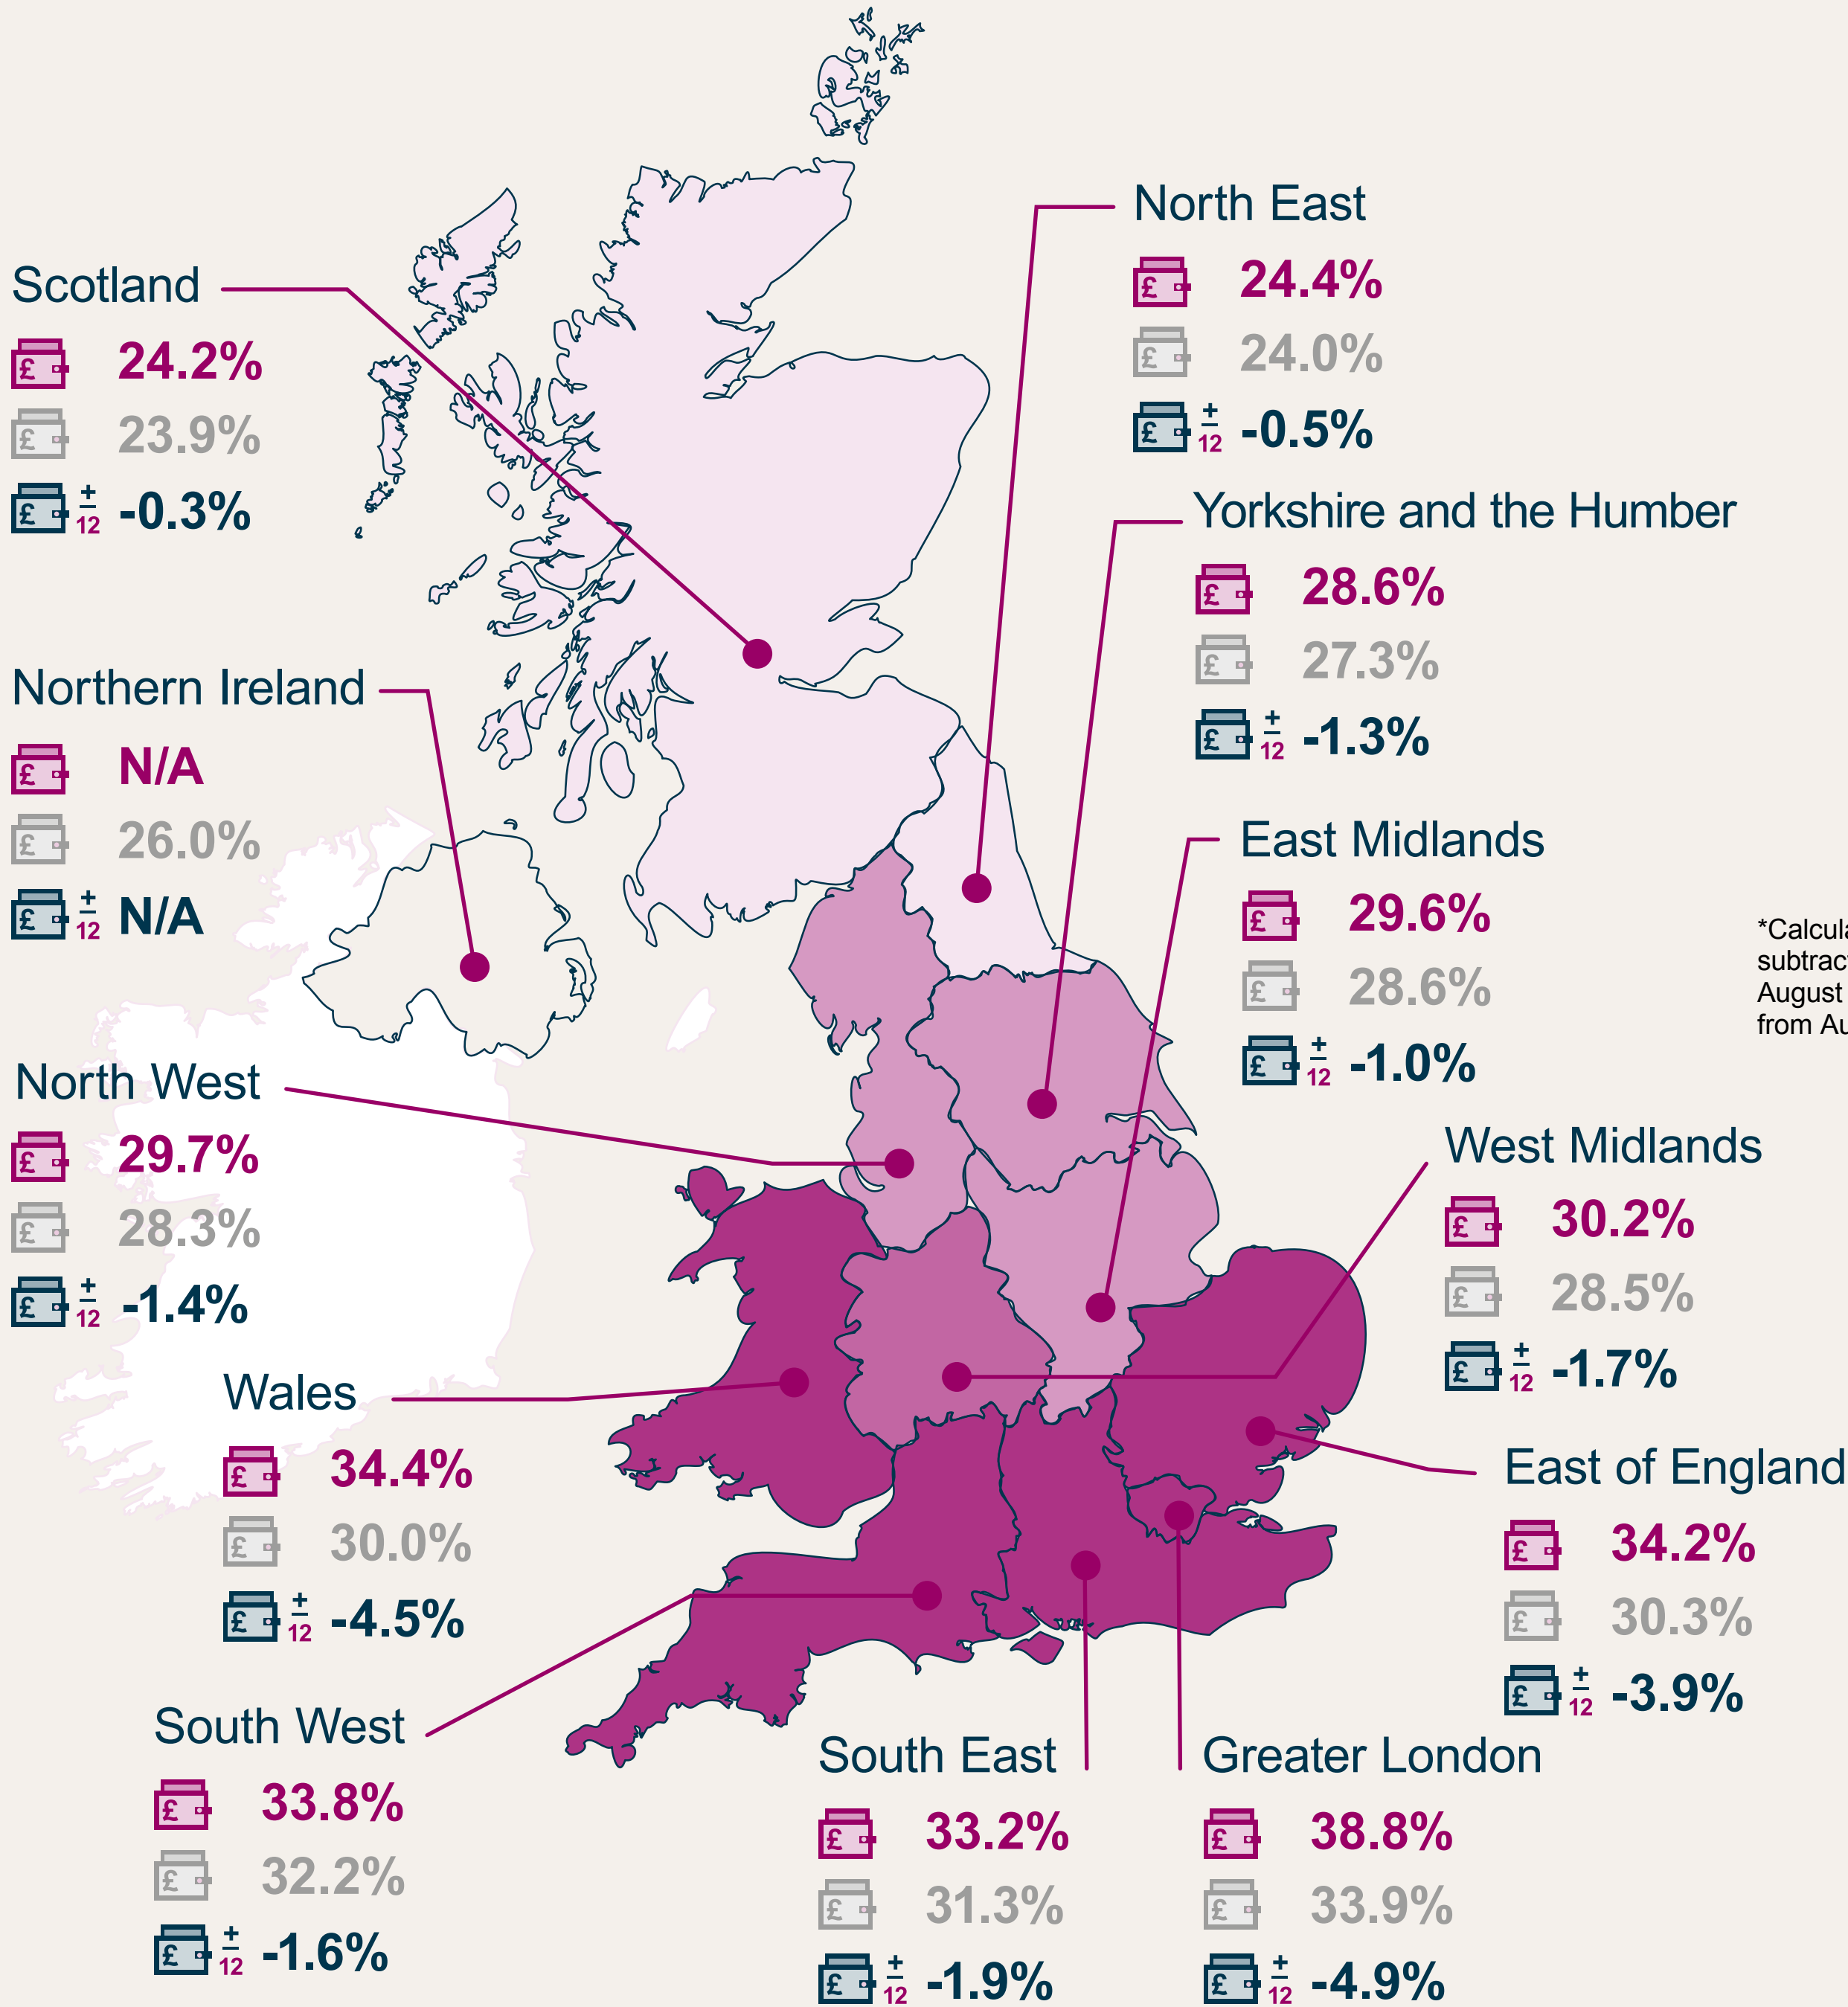 North East
£ 24.4%
£ 24.0%
£ ± 12 -0.5%
Scotland
£ 24.2%
£ 23.9%
£ ± 12 -0.3%
Yorkshire and the Humber
£ 28.6%
£ 27.3%
£ ± 12 -1.3%
Northern Ireland
£ N/A
£ 26.0%
£ ± 12 N/A
East Midlands
£ 29.6%
£ 28.6%
£ ± 12 -1.0%
*Calcula
subtract
August
from Au
North West
£ 29.7%
£ 28.3%
£ ± 12 -1.4%
West Midlands
£ 30.2%
£ 28.5%
£ ± 12 -1.7%
Wales
£ 34.4%
£ 30.0%
£ ± 12 -4.5%
East of England
£ 34.2%
£ 30.3%
£ ± 12 -3.9%
South West
£ 33.8%
£ 32.2%
£ ± 12 -1.6%
South East
£ 33.2%
£ 31.3%
£ ± 12 -1.9%
Greater London
£ 38.8%
£ 33.9%
£ ± 12 -4.9%